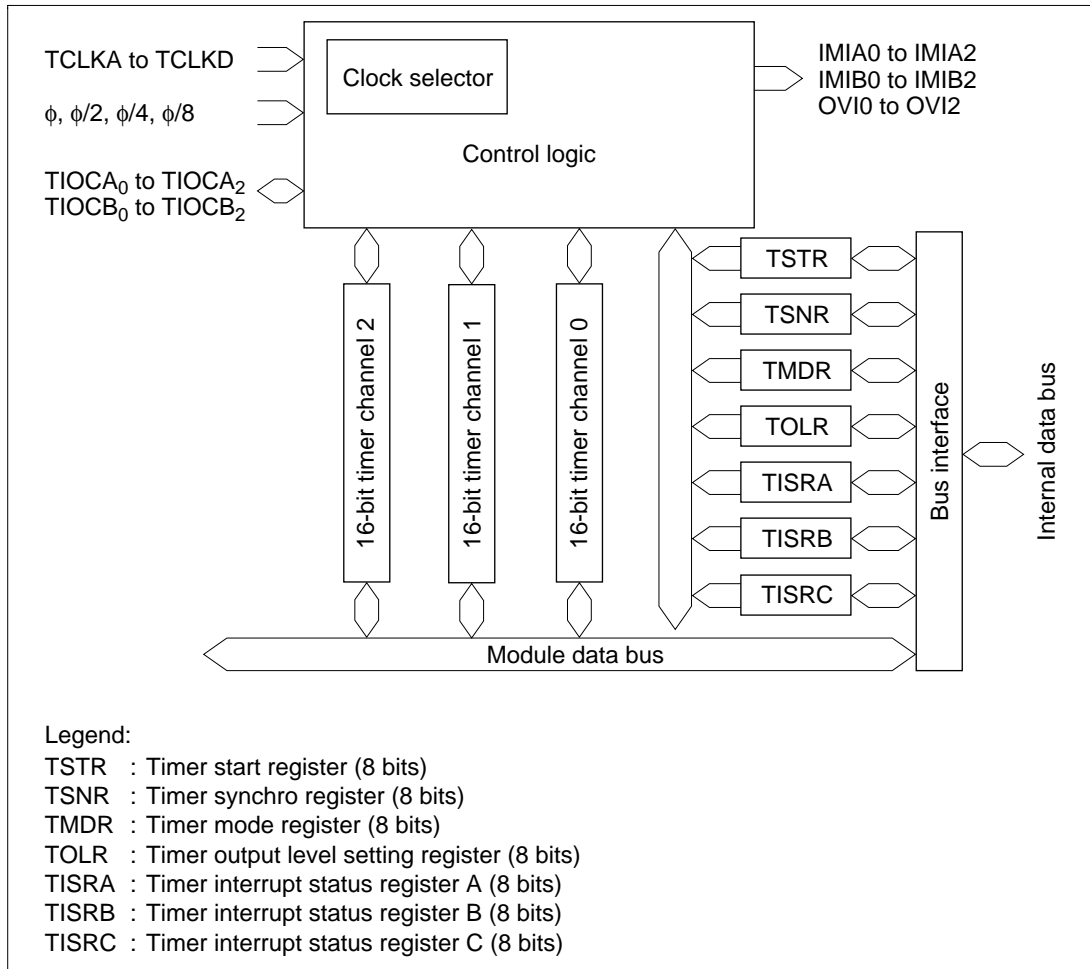 TCLKA to TCLKD
ϕ, ϕ/2, ϕ/4, ϕ/8
TIOCA0 to TIOCA2
TIOCB0 to TIOCB2
Clock selector
Control logic
IMIA0 to IMIA2
IMIB0 to IMIB2
OVI0 to OVI2
16-bit timer channel 2
16-bit timer channel 1
16-bit timer channel 0
TSTR
TSNR
TMDR
TOLR
TISRA
TISRB
TISRC
Bus interface
Internal data bus
Module data bus
Legend:
TSTR : Timer start register (8 bits)
TSNR : Timer synchro register (8 bits)
TMDR : Timer mode register (8 bits)
TOLR : Timer output level setting register (8 bits)
TISRA : Timer interrupt status register A (8 bits)
TISRB : Timer interrupt status register B (8 bits)
TISRC : Timer interrupt status register C (8 bits)